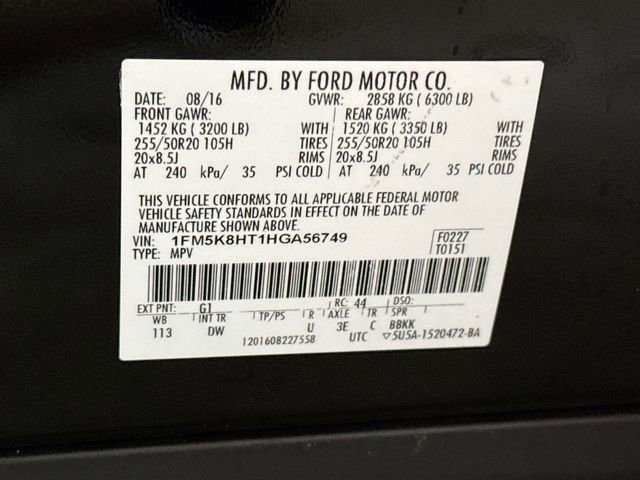 MFD. BY FORD MOTOR CO.
DATE: 08/16 GVWR: 2858 KG ( 6300 LB)
FRONT GAWR: REAR GAWR:
1452 KG ( 3200 LB) WITH 1520 KG ( 3350 LB) WITH
255/50R20 105H TIRES 255/50R20 105H TIRES
20x8.5J RIMS 20x8.5J RIMS
AT 240 kPa/ 35 PSI COLD AT 240 kPa/ 35 PSI COLD
THIS VEHICLE CONFORMS TO ALL APPLICABLE FEDERAL MOTOR
VEHICLE SAFETY STANDARDS IN EFFECT ON THE DATE OF
MANUFACTURE SHOWN ABOVE.
VIN: 1FM5K8HT1HGA56749 F0227
TYPE: MPV T0151
EXT PNT: G1 RC: 44 DSO:
WB INT TR TP/PS R AXLE TR SPR
113 DW U 3E C BBKK
1201608227558 UTC ▽5U5A-1520472-BA